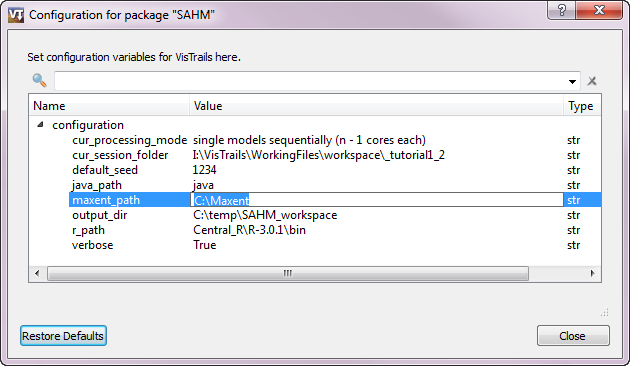 VT Configuration for package "SAHM"
Set configuration variables for VisTrails here.
Name Value Type
configuration
cur_processing_mode single models sequentially (n - 1 cores each) str
cur_session_folder I:\VisTrails\WorkingFiles\workspace\_tutorial1_2 str
default_seed 1234 str
java_path java str
maxent_path C:\Maxent str
output_dir C:\temp\SAHM_workspace str
r_path Central_R\R-3.0.1\bin str
verbose True str
Restore Defaults Close